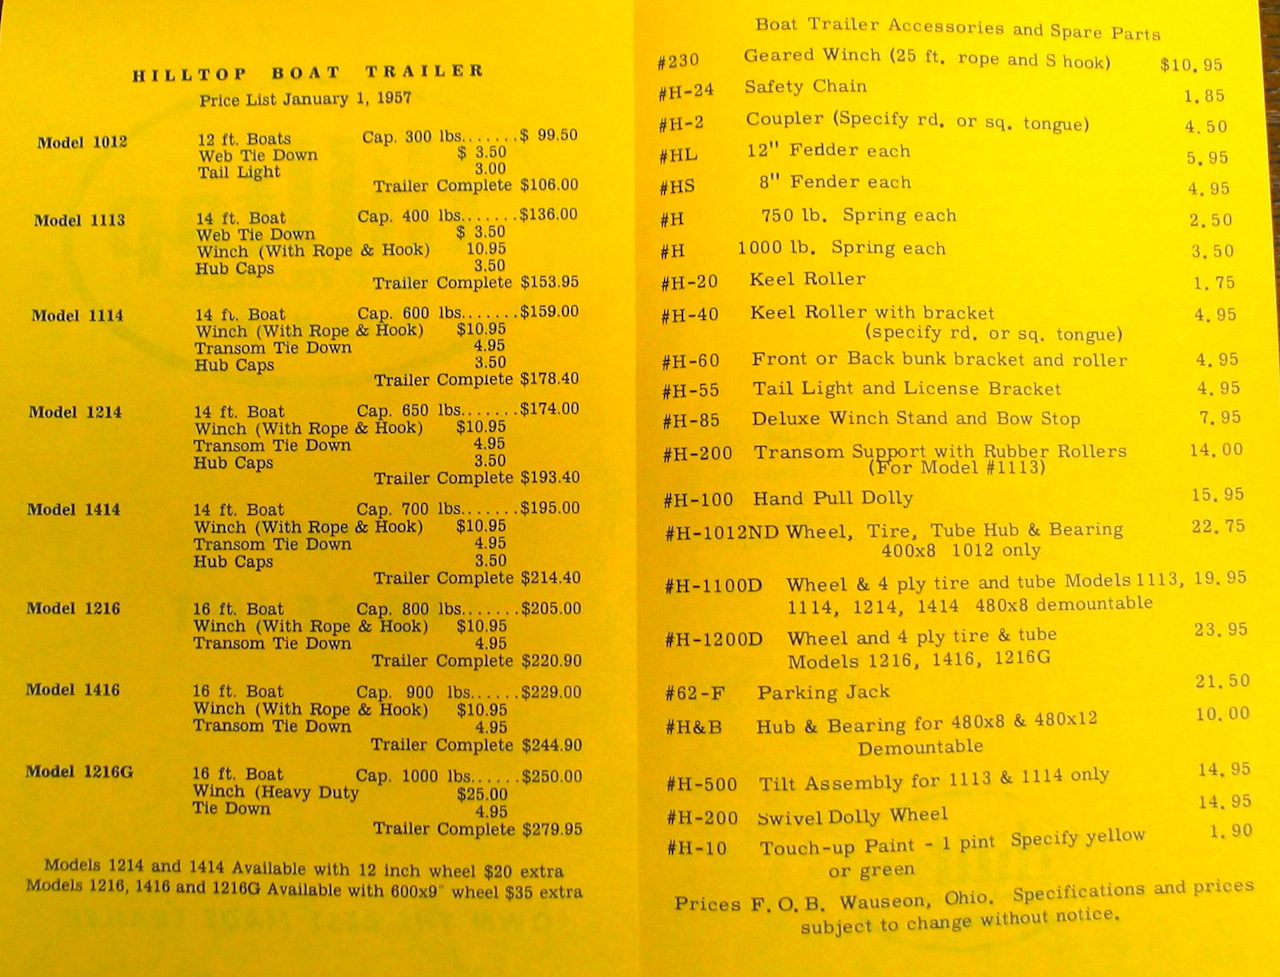 HILLTOP BOAT TRAILER
Price List January 1, 1957
Model 1012 12 ft. Boats Cap. 300 lbs.......$ 99.50
Web Tie Down $ 3.50
Tail Light 3.00
Trailer Complete $106.00
Model 1113 14 ft. Boat Cap. 400 lbs.......$136.00
Web Tie Down $ 3.50
Winch (With Rope & Hook) 10.95
Hub Caps 3.50
Trailer Complete $153.95
Model 1114 14 ft. Boat Cap. 600 lbs.......$159.00
Winch (With Rope & Hook) $10.95
Transom Tie Down 4.95
Hub Caps 3.50
Trailer Complete $178.40
Model 1214 14 ft. Boat Cap. 650 lbs.......$174.00
Winch (With Rope & Hook) $10.95
Transom Tie Down 4.95
Hub Caps 3.50
Trailer Complete $193.40
Model 1414 14 ft. Boat Cap. 700 lbs.......$195.00
Winch (With Rope & Hook) $10.95
Transom Tie Down 4.95
Hub Caps 3.50
Trailer Complete $214.40
Model 1216 16 ft. Boat Cap. 800 lbs.......$205.00
Winch (With Rope & Hook) $10.95
Transom Tie Down 4.95
Trailer Complete $220.90
Model 1416 16 ft. Boat Cap. 900 lbs......$229.00
Winch (With Rope & Hook) $10.95
Transom Tie Down 4.95
Trailer Complete $244.90
Model 1216G 16 ft. Boat Cap. 1000 lbs......$250.00
Winch (Heavy Duty $25.00
Tie Down 4.95
Trailer Complete $279.95
Models 1214 and 1414 Available with 12 inch wheel $20 extra
Models 1216, 1416 and 1216G Available with 600x9" wheel $35 extra
Boat Trailer Accessories and Spare Parts
#230 Geared Winch (25 ft. rope and S hook) $10.95
#H-24 Safety Chain 1.85
#H-2 Coupler (Specify rd. or sq. tongue) 4.50
#HL 12" Fedder each 5.95
#HS 8" Fender each 4.95
#H 750 lb. Spring each 2.50
#H 1000 lb. Spring each 3.50
#H-20 Keel Roller 1.75
#H-40 Keel Roller with bracket 4.95
(specify rd. or sq. tongue)
#H-60 Front or Back bunk bracket and roller 4.95
#H-55 Tail Light and License Bracket 4.95
#H-85 Deluxe Winch Stand and Bow Stop 7.95
#H-200 Transom Support with Rubber Rollers 14.00
(For Model #1113)
#H-100 Hand Pull Dolly 15.95
#H-1012ND Wheel, Tire, Tube Hub & Bearing 22.75
400x8 1012 only
#H-1100D Wheel & 4 ply tire and tube Models 1113, 19.95
1114, 1214, 1414 480x8 demountable
#H-1200D Wheel and 4 ply tire & tube 23.95
Models 1216, 1416, 1216G
#62-F Parking Jack 21.50
#H&B Hub & Bearing for 480x8 & 480x12 10.00
Demountable
#H-500 Tilt Assembly for 1113 & 1114 only 14.95
#H-200 Swivel Dolly Wheel 14.95
#H-10 Touch-up Paint - 1 pint Specify yellow 1.90
or green
Prices F.O.B. Wauseon, Ohio. Specifications and prices
subject to change without notice.